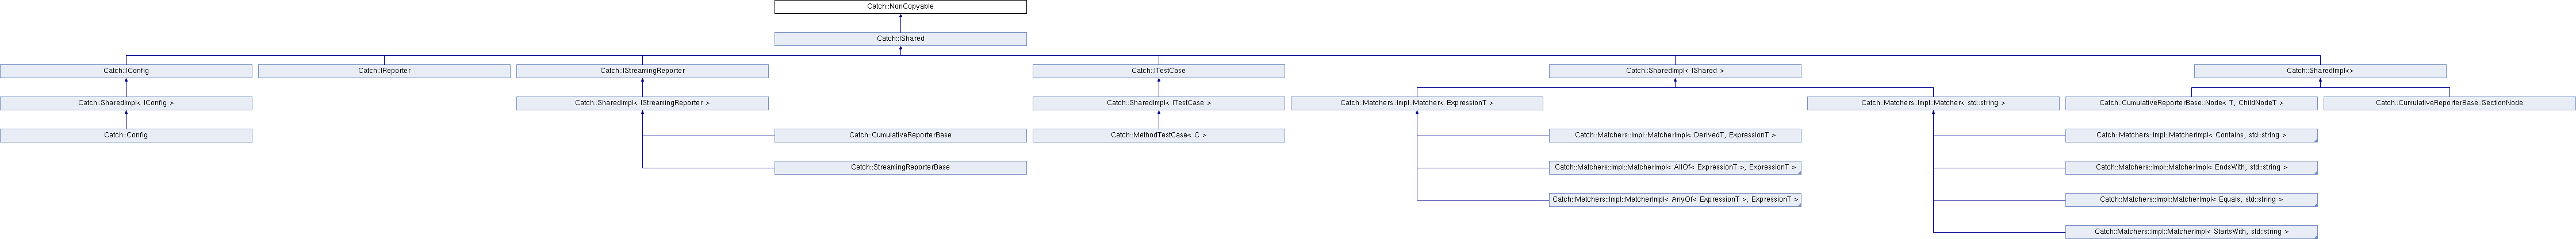 Catch::NonCopyable
Catch::IShared
Catch::IConfig
Catch::IReporter
Catch::IStreamingReporter
Catch::ITestCase
Catch::SharedImpl< IShared >
Catch::SharedImpl<>
Catch::SharedImpl< IConfig >
Catch::SharedImpl< IStreamingReporter >
Catch::SharedImpl< ITestCase >
Catch::Matchers::Impl::Matcher< ExpressionT >
Catch::Matchers::Impl::Matcher< std::string >
Catch::CumulativeReporterBase::Node< T, ChildNodeT >
Catch::CumulativeReporterBase::SectionNode
Catch::Config
Catch::CumulativeReporterBase
Catch::MethodTestCase< C >
Catch::Matchers::Impl::MatcherImpl< DerivedT, ExpressionT >
Catch::Matchers::Impl::MatcherImpl< Contains, std::string >
Catch::StreamingReporterBase
Catch::Matchers::Impl::MatcherImpl< AllOf< ExpressionT >, ExpressionT >
Catch::Matchers::Impl::MatcherImpl< EndsWith, std::string >
Catch::Matchers::Impl::MatcherImpl< AnyOf< ExpressionT >, ExpressionT >
Catch::Matchers::Impl::MatcherImpl< Equals, std::string >
Catch::Matchers::Impl::MatcherImpl< StartsWith, std::string >